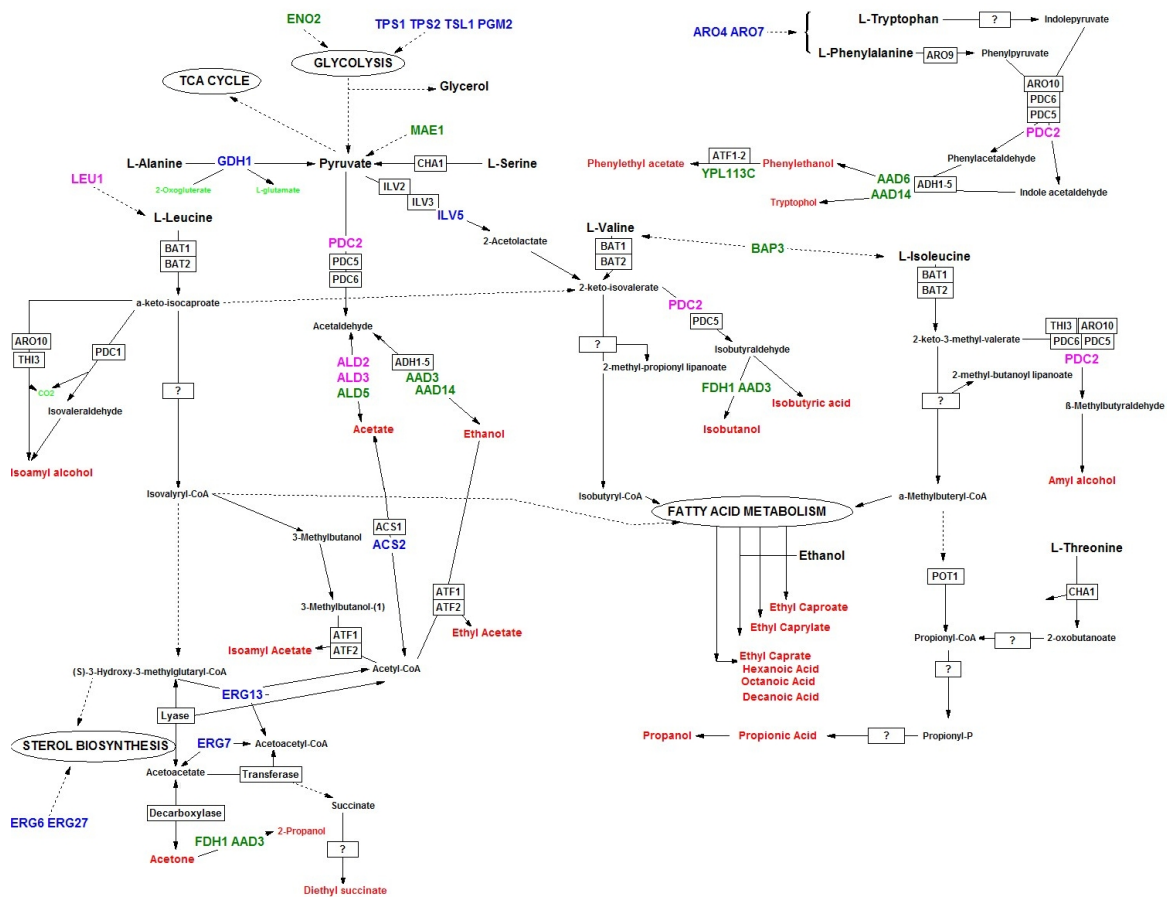 ENO2
TPS1 TPS2 TSL1 PGM2
GLYCOLYSIS
TCA CYCLE
Glycerol
MAE1
L-Alanine
GDH1
Pyruvate
CHA1
L-Serine
2-Oxogluterate
L-glutamate
LEU1
L-Leucine
ILV2
ILV3
ILV5
2-Acetolactate
BAT1
BAT2
PDC2
PDC5
PDC6
a-keto-isocaproate
Acetaldehyde
ARO10
THI3
PDC1
CO2
Isovaleraldehyde
Isoamyl alcohol
?
ALD2
ALD3
ALD5
ADH1-5
AAD3
AAD14
Acetate
Ethanol
ARO4 ARO7
{
L-Tryptophan
?
Indolepyruvate
L-Phenylalanine
ARO9
Phenylpyruvate
ARO10
PDC6
PDC5
PDC2
Phenylacetaldehyde
Phenylethyl acetate
ATF1-2
YPL113C
Phenylethanol
AAD6
AAD14
ADH1-5
Indole acetaldehyde
Tryptophol
L-Valine
BAT1
BAT2
BAP3
L-Isoleucine
BAT1
BAT2
2-keto-isovalerate
PDC2
PDC5
Isobutyraldehyde
?
2-methyl-propionyl lipanoate
FDH1 AAD3
Isobutyric acid
Isobutanol
2-keto-3-methyl-valerate
THI3
ARO10
PDC6
PDC5
PDC2
2-methyl-butanoyl lipanoate
?
ß-Methylbutyraldehyde
Amyl alcohol
Isovalyryl-CoA
Isobutyryl-CoA
FATTY ACID METABOLISM
a-Methylbuteryl-CoA
3-Methylbutanol
ACS1
ACS2
Ethanol
L-Threonine
POT1
CHA1
3-Methylbutanol-(1)
ATF1
ATF2
Ethyl Caproate
Ethyl Caprylate
Ethyl Acetate
Isoamyl Acetate
ATF1
ATF2
Acetyl-CoA
Propionyl-CoA
?
2-oxobutanoate
Ethyl Caprate
Hexanoic Acid
Octanoic Acid
Decanoic Acid
?
(S)-3-Hydroxy-3-methylglutaryl-CoA
ERG13
Lyase
STEROL BIOSYNTHESIS
ERG7
Acetoacetyl-CoA
Propanol
Propionic Acid
?
Propionyl-P
Acetoacetate
Transferase
Decarboxylase
Succinate
ERG6 ERG27
FDH1 AAD3
2-Propanol
Acetone
?
Diethyl succinate